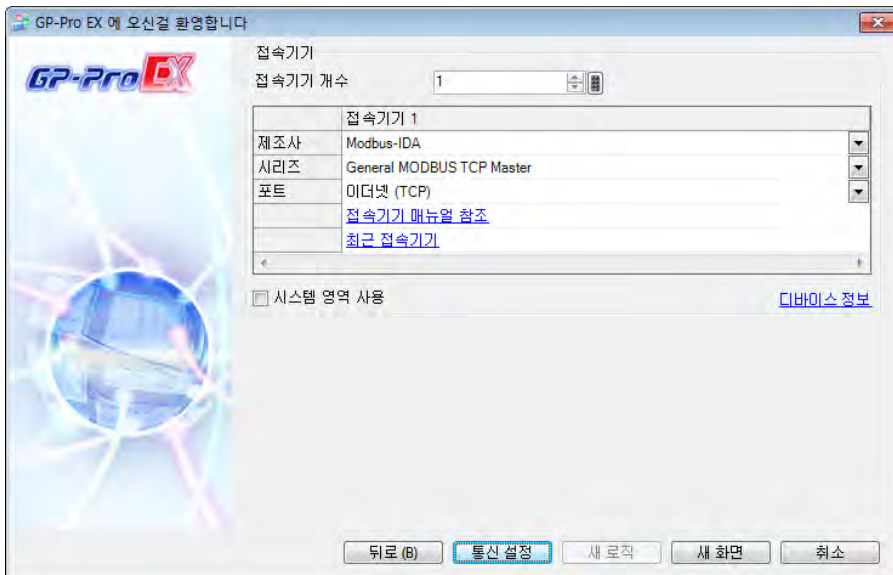 GP-Pro EX 에 오신걸 환영합니다
GP-Pro EX
접속기기
접속기기 개수 1
접속기기 1
제조사 Modbus-IDA
시리즈 General MODBUS TCP Master
포트 이더넷 (TCP)
접속기기 매뉴얼 참조
최근 접속기기
시스템 영역 사용 디바이스 정보
뒤로 (B) 통신 설정 새 로직 새 화면 취소